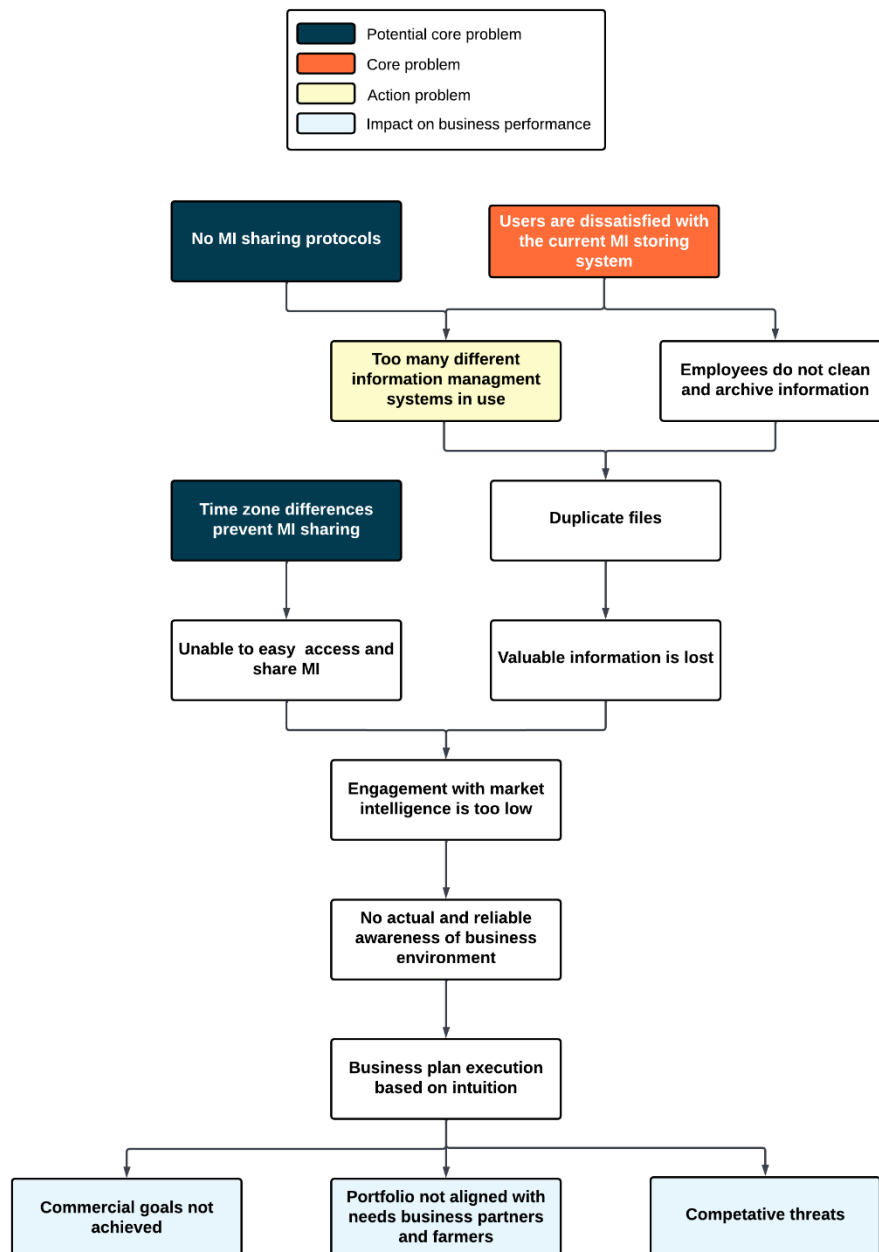 Potential core problem
Core problem
Action problem
Impact on business performance
No MI sharing protocols
Users are dissatisfied with
the current MI storing
system
Too many different
information managment
systems in use
Employees do not clean
and archive information
Time zone differences
prevent MI sharing
Duplicate files
Unable to easy access and
share MI
Valuable information is lost
Engagement with market
intelligence is too low
No actual and reliable
awareness of business
environment
Business plan execution
based on intuition
Commercial goals not
achieved
Portfolio not aligned with
needs business partners
and farmers
Competative threats